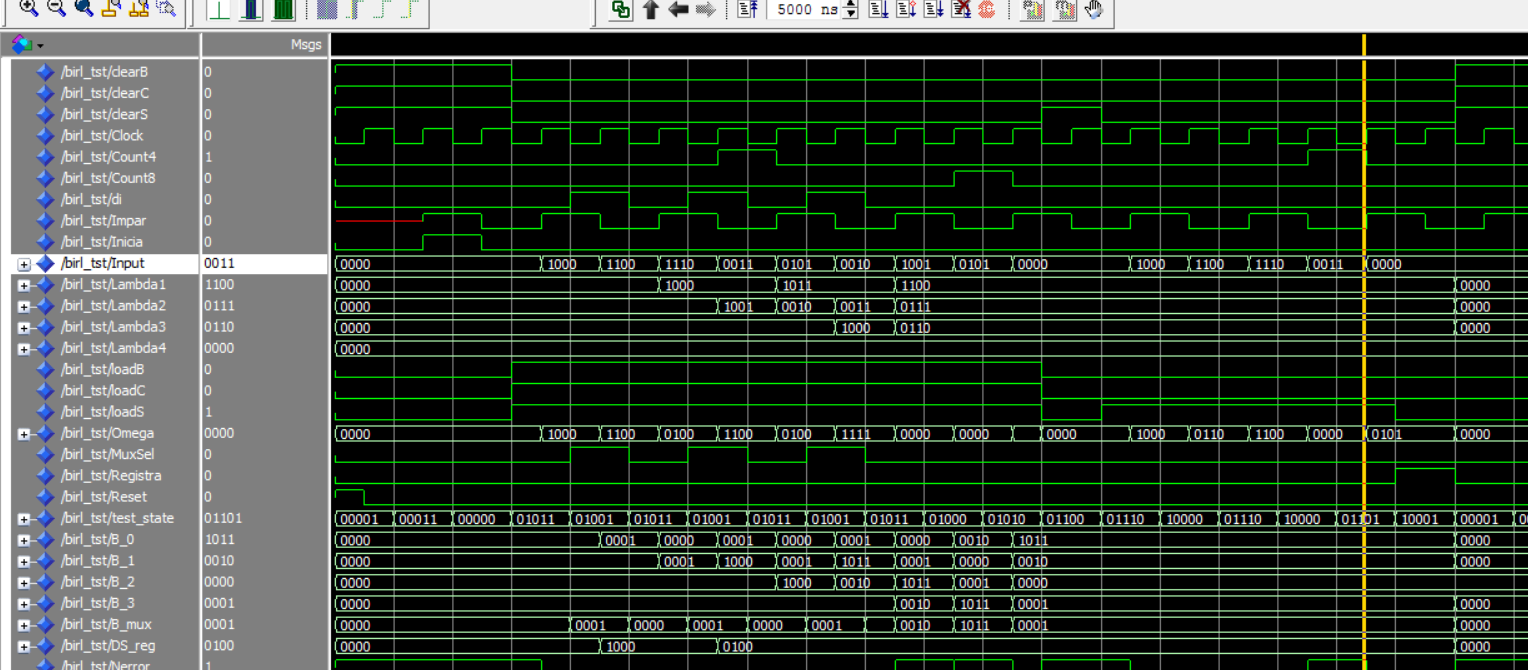 5000 ns
Msgs
/birl_tst/clearB 0
/birl_tst/clearC 0
/birl_tst/clearS 0
/birl_tst/Clock 0
/birl_tst/Count4 1
/birl_tst/Count8 0
/birl_tst/di 0
/birl_tst/Impar 0
/birl_tst/Inicia 0
/birl_tst/Input 0011 0000 1000 1100 1110 0011 0101 0010 1001 0101 0000 1000 1100 1110 0011 0000
/birl_tst/Lambda1 1100 0000 1000 1011 1100 0000
/birl_tst/Lambda2 0111 0000 1001 0010 0011 0111 0000
/birl_tst/Lambda3 0110 0000 1000 0110 0000
/birl_tst/Lambda4 0000 0000
/birl_tst/loadB 0
/birl_tst/loadC 0
/birl_tst/loadS 1
/birl_tst/Omega 0000 0000 1000 1100 0100 1100 0100 1111 0000 0000 0000 1000 0110 1100 0000 0101 0000
/birl_tst/MuxSel 0
/birl_tst/Registra 0
/birl_tst/Reset 0
/birl_tst/test_state 01101 00001 00011 00000 01011 01001 01011 01001 01011 01001 01011 01000 01010 01100 01110 10000 01110 10000 01101 10001 00001 0
/birl_tst/B_0 1011 0000 0001 0000 0001 0000 0001 0000 0010 1011 0000
/birl_tst/B_1 0010 0000 0001 1000 0001 1011 0001 0000 0010 0000
/birl_tst/B_2 0000 0000 1000 0010 1011 0001 0000
/birl_tst/B_3 0001 0000 0010 1011 0001 0000
/birl_tst/B_mux 0001 0000 0001 0000 0001 0000 0001 0010 1011 0001 0000
/birl_tst/DS_reg 0100 0000 1000 0100 0000
/birl_tst/Nerror 1